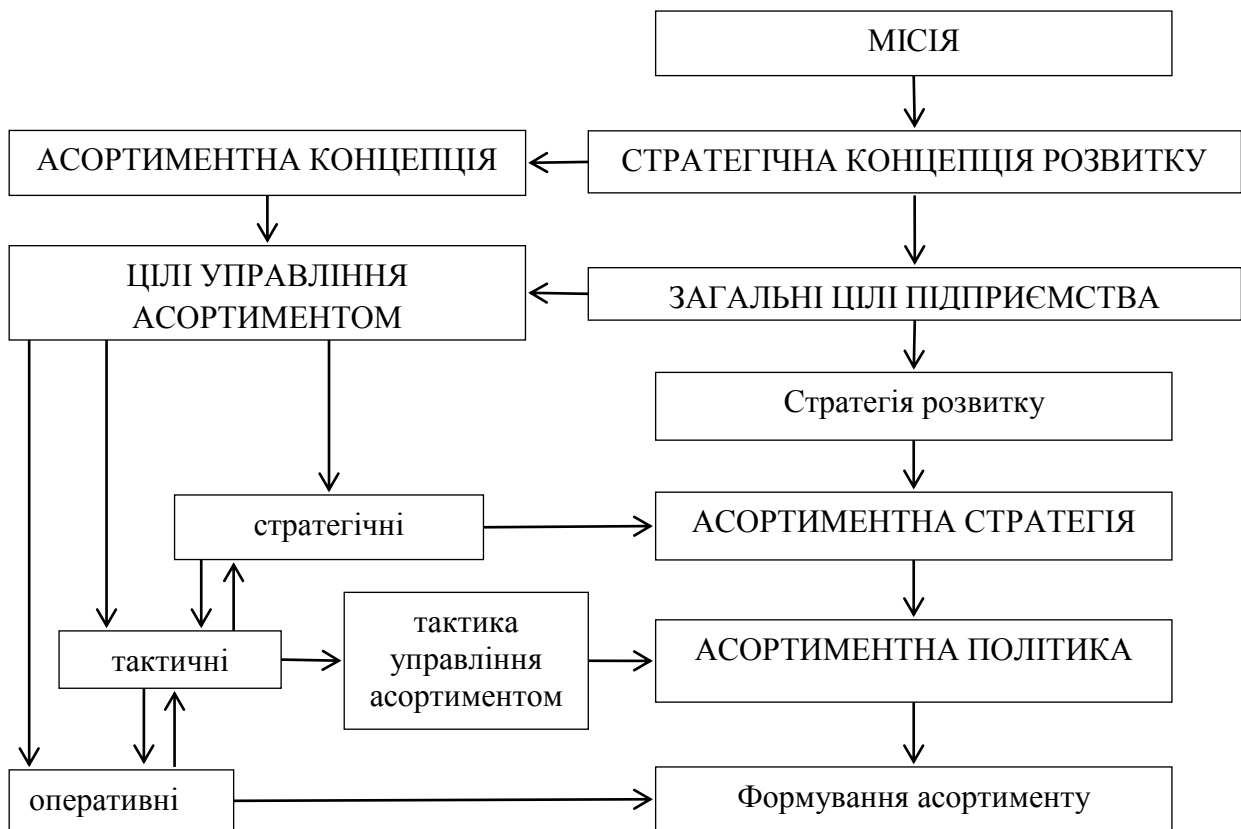 МІСІЯ
АСОРТИМЕНТНА КОНЦЕПЦІЯ
СТРАТЕГІЧНА КОНЦЕПЦІЯ РОЗВИТКУ
ЦІЛІ УПРАВЛІННЯ
АСОРТИМЕНТОМ
ЗАГАЛЬНІ ЦІЛІ ПІДПРИЄМСТВА
Стратегія розвитку
стратегічні
АСОРТИМЕНТНА СТРАТЕГІЯ
тактичні
тактика
управління
асортиментом
АСОРТИМЕНТНА ПОЛІТИКА
оперативні
Формування асортименту